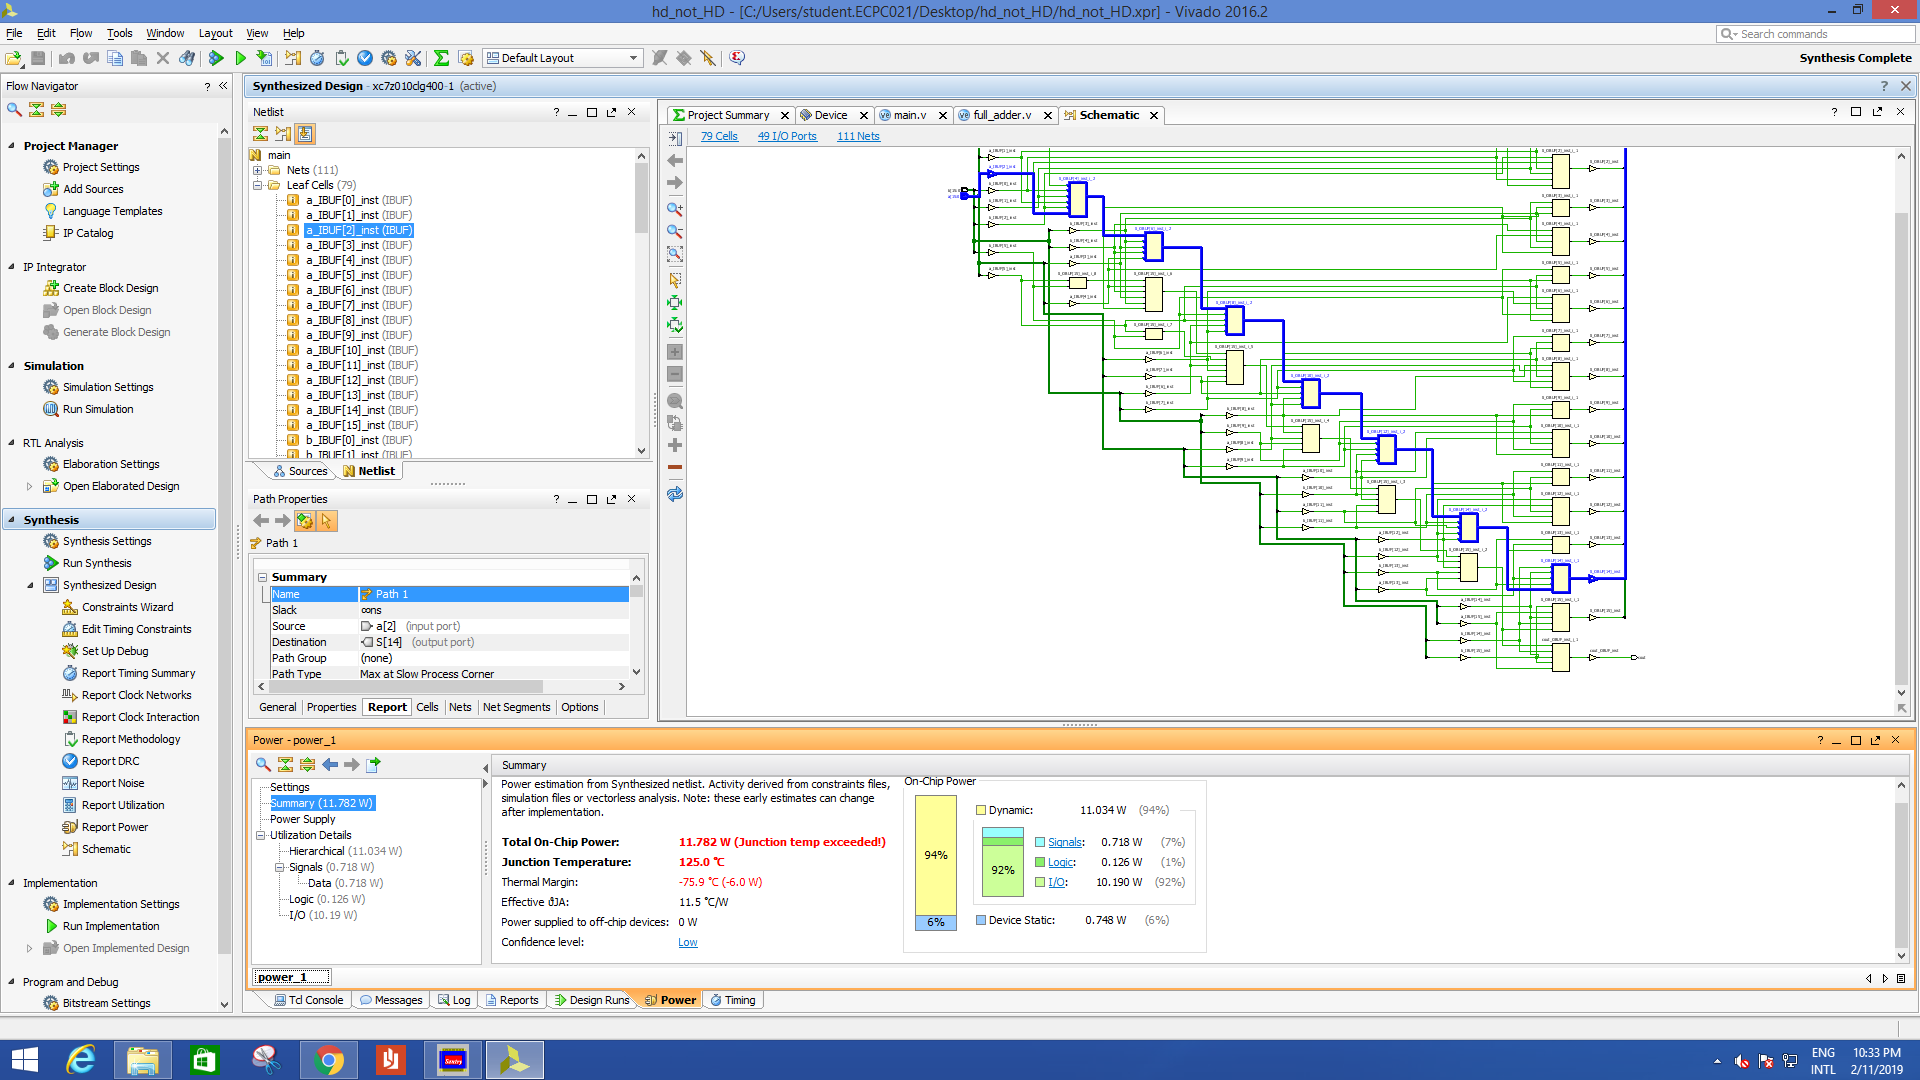 hd_not_HD - [C:/Users/student.ECPC021/Desktop/hd_not_HD/hd_not_HD.xpr] - Vivado 2016.2
File Edit Flow Tools Window Layout View Help
Search commands
Default Layout
Synthesis Complete
Flow Navigator
Project Manager
Project Settings
Add Sources
Language Templates
IP Catalog
IP Integrator
Create Block Design
Open Block Design
Generate Block Design
Simulation
Simulation Settings
Run Simulation
RTL Analysis
Elaboration Settings
Open Elaborated Design
Synthesis
Synthesis Settings
Run Synthesis
Synthesized Design
Constraints Wizard
Edit Timing Constraints
Set Up Debug
Report Timing Summary
Report Clock Networks
Report Clock Interaction
Report Methodology
Report DRC
Report Noise
Report Utilization
Report Power
Schematic
Implementation
Implementation Settings
Run Implementation
Open Implemented Design
Program and Debug
Bitstream Settings
Synthesized Design - xc7z010clg400-1 (active)
Netlist
main
Nets (111)
Leaf Cells (79)
a_IBUF[0]_inst (IBUF)
a_IBUF[1]_inst (IBUF)
a_IBUF[2]_inst (IBUF)
a_IBUF[3]_inst (IBUF)
a_IBUF[4]_inst (IBUF)
a_IBUF[5]_inst (IBUF)
a_IBUF[6]_inst (IBUF)
a_IBUF[7]_inst (IBUF)
a_IBUF[8]_inst (IBUF)
a_IBUF[9]_inst (IBUF)
a_IBUF[10]_inst (IBUF)
a_IBUF[11]_inst (IBUF)
a_IBUF[12]_inst (IBUF)
a_IBUF[13]_inst (IBUF)
a_IBUF[14]_inst (IBUF)
a_IBUF[15]_inst (IBUF)
b_IBUF[0]_inst (IBUF)
b_IBUF[1]_inst (IBUF)
Sources Netlist
Path Properties
Path 1
Summary
Name Path 1
Slack ∞ns
Source a[2] (input port)
Destination S[14] (output port)
Path Group (none)
Path Type Max at Slow Process Corner
General Properties Report Cells Nets Net Segments Options
Project Summary Device main.v full_adder.v Schematic
79 Cells 49 I/O Ports 111 Nets
Power - power_1
Settings
Summary (11.782 W)
Power Supply
Utilization Details
Hierarchical (11.034 W)
Signals (0.718 W)
Data (0.718 W)
Logic (0.126 W)
I/O (10.19 W)
Summary
Power estimation from Synthesized netlist. Activity derived from constraints files,
simulation files or vectorless analysis. Note: these early estimates can change
after implementation.
Total On-Chip Power: 11.782 W (Junction temp exceeded!)
Junction Temperature: 125.0 °C
Thermal Margin: -75.9 °C (-6.0 W)
Effective ϑJA: 11.5 °C/W
Power supplied to off-chip devices: 0 W
Confidence level: Low
On-Chip Power
94%
6%
Dynamic: 11.034 W (94%)
92%
Signals: 0.718 W (7%)
Logic: 0.126 W (1%)
I/O: 10.190 W (92%)
Device Static: 0.748 W (6%)
power_1
Tcl Console Messages Log Reports Design Runs Power Timing
ENG
INTL
10:33 PM
2/11/2019